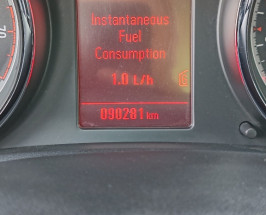 Instantaneous
Fuel
Consumption
1.0 L/h
090281 km